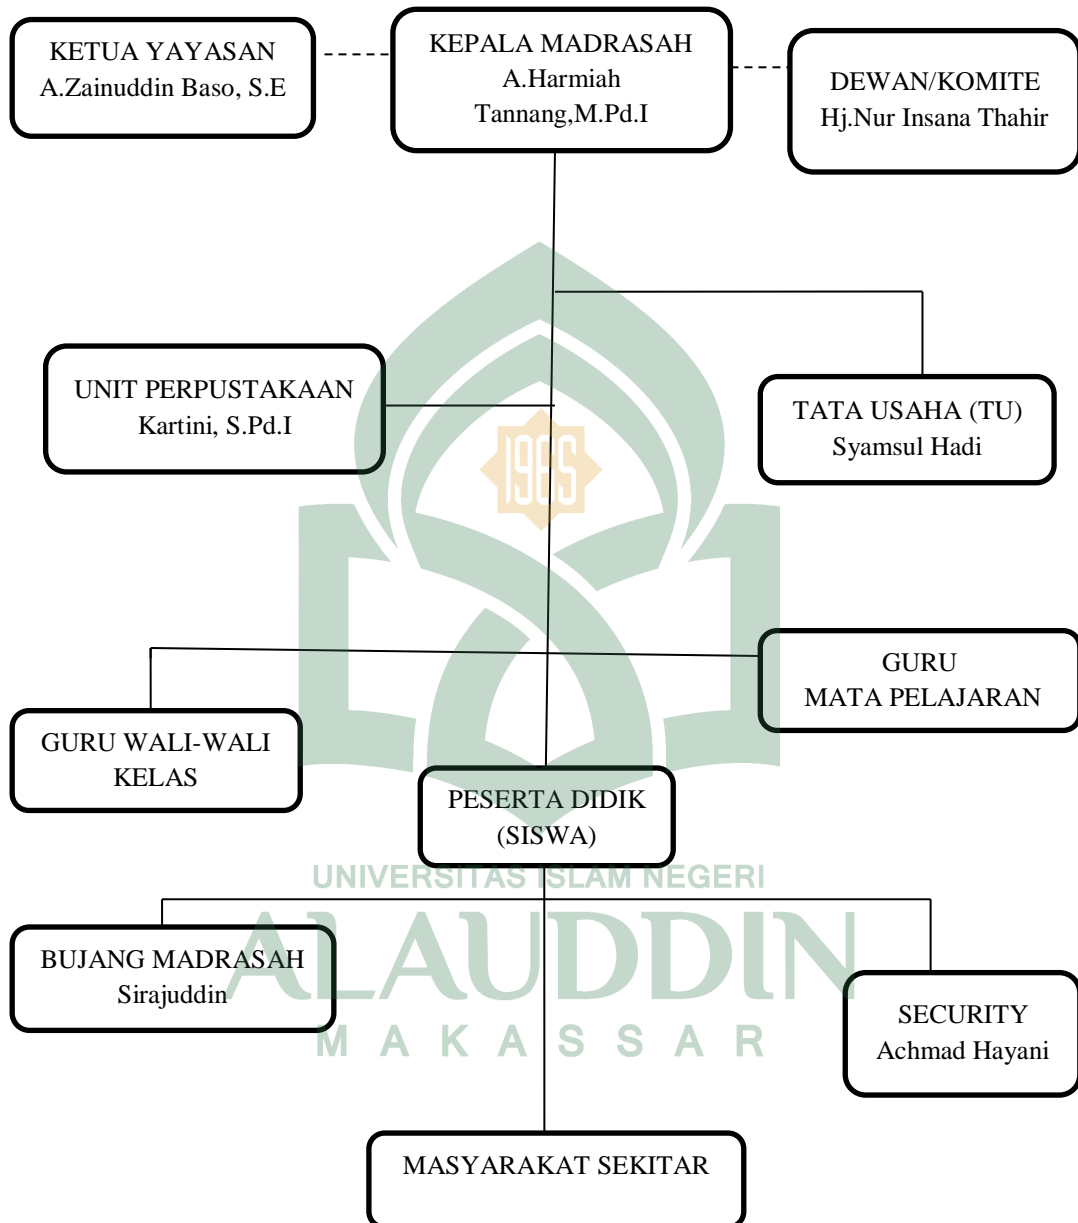 KETUA YAYASAN
A.Zainuddin Baso, S.E
KEPALA MADRASAH
A.Harmiah
Tannang,M.Pd.I
DEWAN/KOMITE
Hj.Nur Insana Thahir
UNIT PERPUSTAKAAN
Kartini, S.Pd.I
TATA USAHA (TU)
Syamsul Hadi
1965
GURU
MATA PELAJARAN
GURU WALI-WALI
KELAS
PESERTA DIDIK
(SISWA)
UNIVERSITAS ISLAM NEGERI
ALAUDDIN
MAKASSAR
BUJANG MADRASAH
Sirajuddin
SECURITY
Achmad Hayani
MASYARAKAT SEKITAR